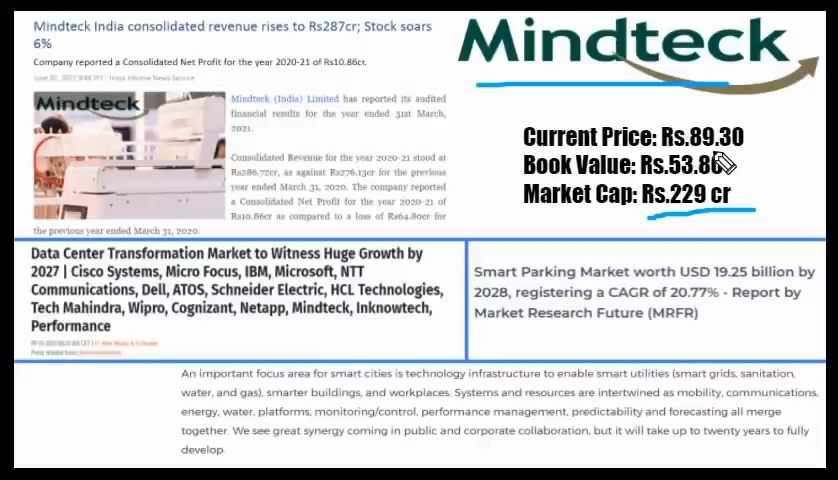 Mindteck India consolidated revenue rises to Rs287cr; Stock soars
6%
Company reported a Consolidated Net Profit for the year 2020-21 of Rs10.86cr.
Mindteck
Mindteck (India) Limited has reported its audited
financial results for the year ended 31st March,
2021.
Consolidated Revenue for the year 2020-21 stood at
Rs286.72cr, as against Rs276.13cr for the previous
year ended March 31, 2020. The company reported
a Consolidated Net Profit for the year 2020-21 of
Rs10.86cr as compared to a loss of Rs64.80cr for
the previous year ended March 31, 2020.
Mindteck
Current Price: Rs.89.30
Book Value: Rs.53.86
Market Cap: Rs.229 cr
Data Center Transformation Market to Witness Huge Growth by
2027 | Cisco Systems, Micro Focus, IBM, Microsoft, NTT
Communications, Dell, ATOS, Schneider Electric, HCL Technologies,
Tech Mahindra, Wipro, Cognizant, Netapp, Mindteck, Inknowtech,
Performance
Smart Parking Market worth USD 19.25 billion by
2028, registering a CAGR of 20.77% - Report by
Market Research Future (MRFR)
An important focus area for smart cities is technology infrastructure to enable smart utilities (smart grids, sanitation,
water, and gas), smarter buildings, and workplaces. Systems and resources are intertwined as mobility, communications,
energy, water, platforms, monitoring/control, performance management, predictability and forecasting all merge
together. We see great synergy coming in public and corporate collaboration, but it will take up to twenty years to fully
develop.